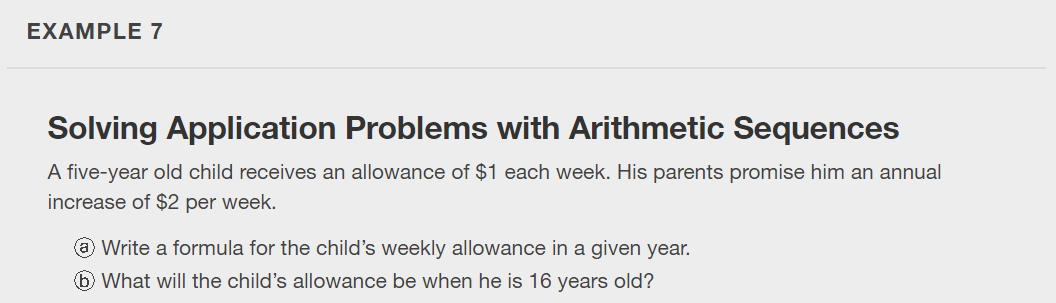 EXAMPLE 7
Solving Application Problems with Arithmetic Sequences
A five-year old child receives an allowance of $1 each week. His parents promise him an annual
increase of $2 per week.
ⓐ Write a formula for the child’s weekly allowance in a given year.
ⓑ What will the child’s allowance be when he is 16 years old?